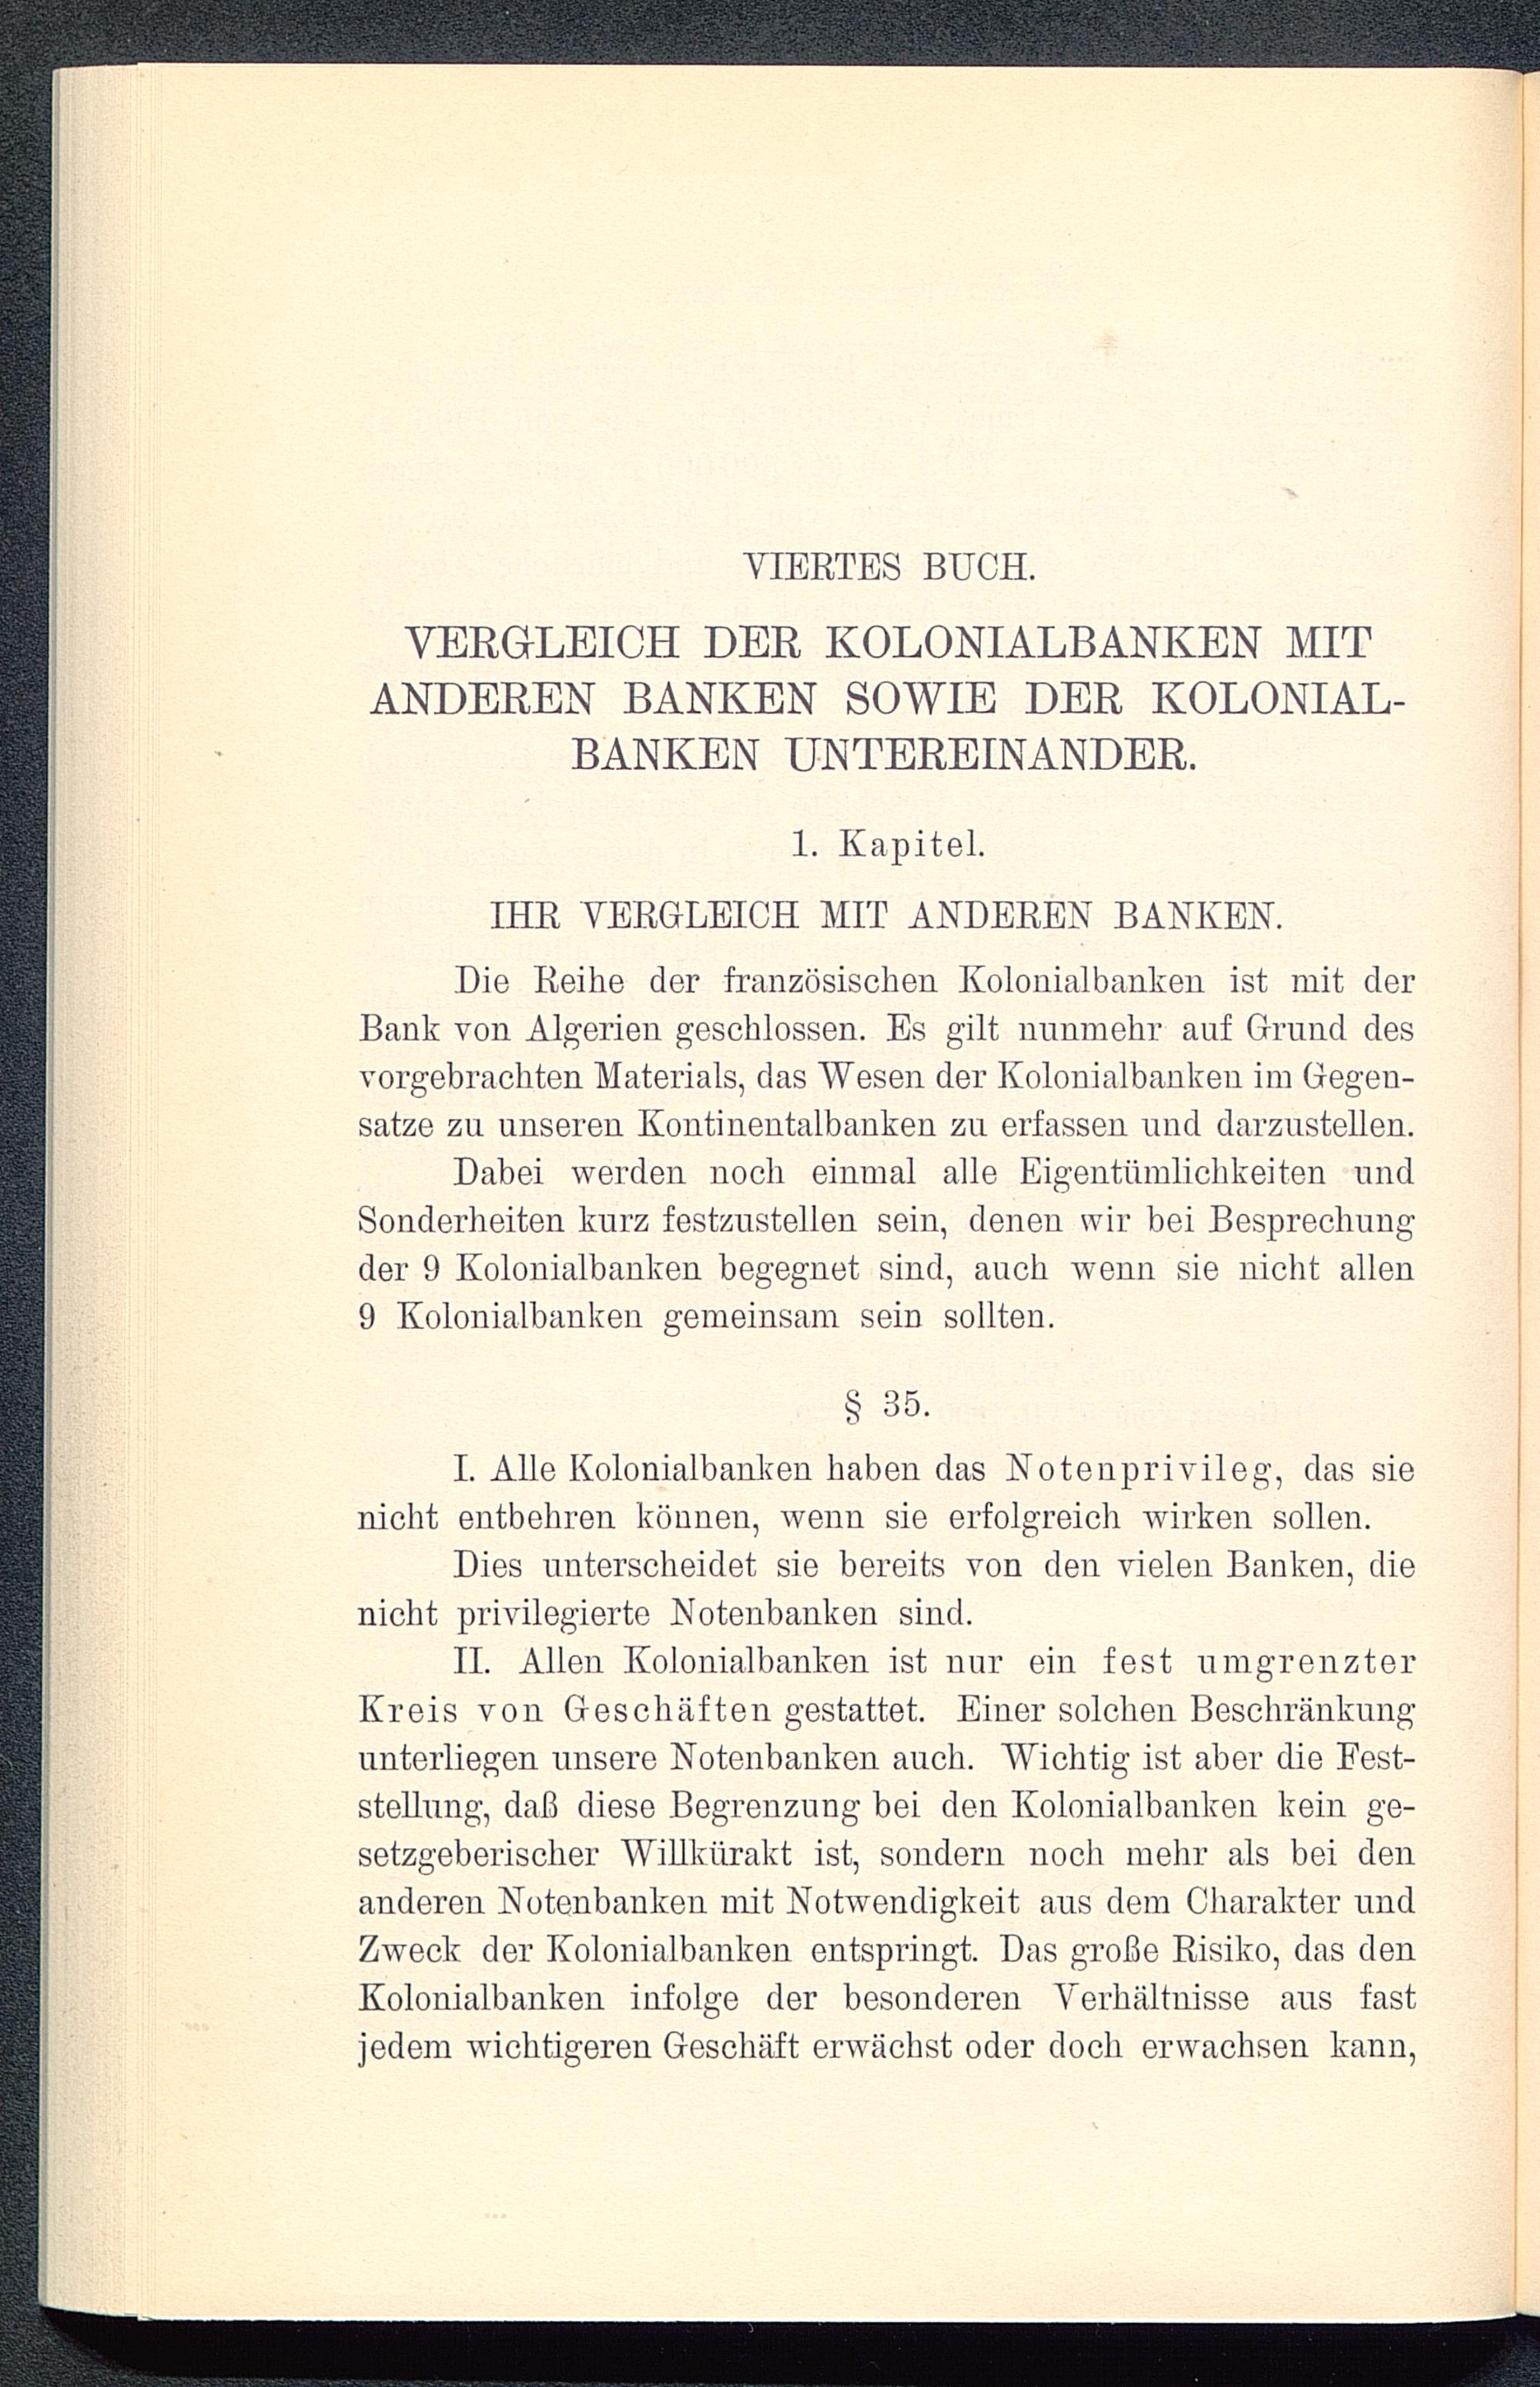 VIERTES BUCH.
VERGLEICH DER KOLONIALBANKEN MIT
ANDEREN BANKEN SOWIE DER KOLONIAL-
BANKEN UNTEREINANDER.
1. Kapitel.
IHR VERGLEICH MIT ANDEREN BANKEN.
Die Reihe der französischen Kolonialbanken ist mit der
Bank von Algerien geschlossen. Es gilt nunmehr auf Grund des
vorgebrachten Materials, das Wesen der Kolonialbanken im Gegen-
satze zu unseren Kontinentalbanken zu erfassen und darzustellen.
Dabei werden noch einmal alle Eigentümlichkeiten und
Sonderheiten kurz festzustellen sein, denen wir bei Besprechung
der 9 Kolonialbanken begegnet sind, auch wenn sie nicht allen
9 Kolonialbanken gemeinsam sein sollten.
§ 35.
I. Alle Kolonialbanken haben das Notenprivileg, das sie
nicht entbehren können, wenn sie erfolgreich wirken sollen.
Dies unterscheidet sie bereits von den vielen Banken, die
nicht privilegierte Notenbanken sind.
II. Allen Kolonialbanken ist nur ein fest umgrenzter
Kreis von Geschäften gestattet. Einer solchen Beschränkung
unterliegen unsere Notenbanken auch. Wichtig ist aber die Fest-
stellung, daß diese Begrenzung bei den Kolonialbanken kein ge-
setzgeberischer Willkürakt ist, sondern noch mehr als bei den
anderen Notenbanken mit Notwendigkeit aus dem Charakter und
Zweck der Kolonialbanken entspringt. Das große Risiko, das den
Kolonialbanken infolge der besonderen Verhältnisse aus fast
jedem wichtigeren Geschäft erwächst oder doch erwachsen kann,